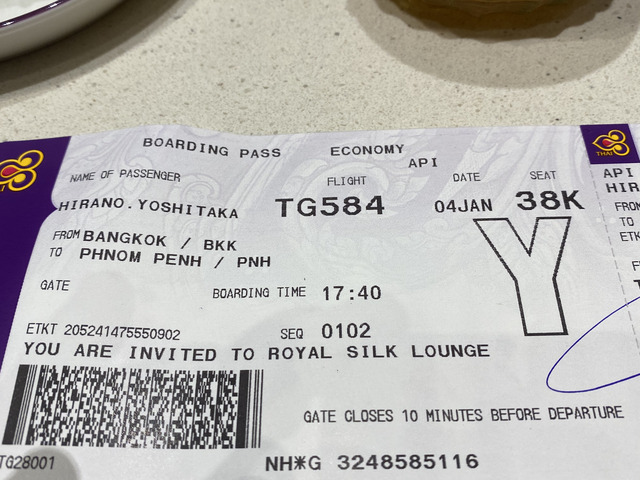 BOARDING PASS ECONOMY
API
NAME OF PASSENGER FLIGHT DATE SEAT
HIRANO.YOSHITAKA TG584 04JAN 38K
FROM BANGKOK / BKK
TO PHNOM PENH / PNH
Y
GATE BOARDING TIME 17:40
ETKT 205241475550902 SEQ 0102
YOU ARE INVITED TO ROYAL SILK LOUNGE
GATE CLOSES 10 MINUTES BEFORE DEPARTURE
TG28001 NH*G 3248585116
THAI
API
HIR
FROM
TO
ETK